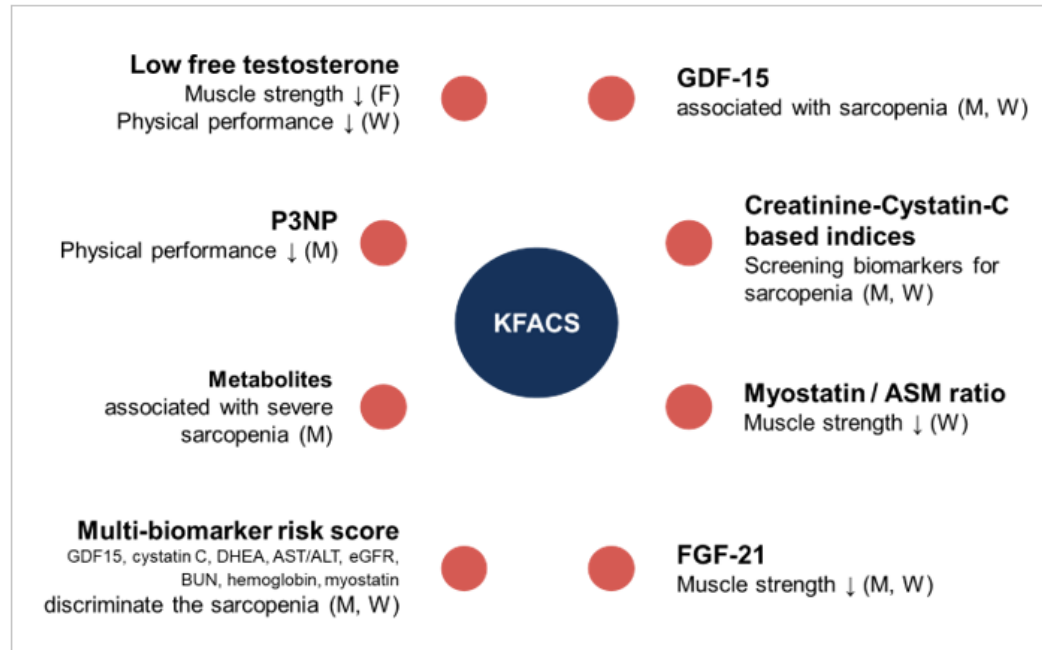 Low free testosterone
Muscle strength ↓ (F)
Physical performance ↓ (W)
GDF-15
associated with sarcopenia (M, W)
P3NP
Physical performance ↓ (M)
Creatinine-Cystatin-C
based indices
Screening biomarkers for
sarcopenia (M, W)
KFACS
Metabolites
associated with severe
sarcopenia (M)
Myostatin / ASM ratio
Muscle strength ↓ (W)
Multi-biomarker risk score
GDF15, cystatin C, DHEA, AST/ALT, eGFR,
BUN, hemoglobin, myostatin
discriminate the sarcopenia (M, W)
FGF-21
Muscle strength ↓ (M, W)